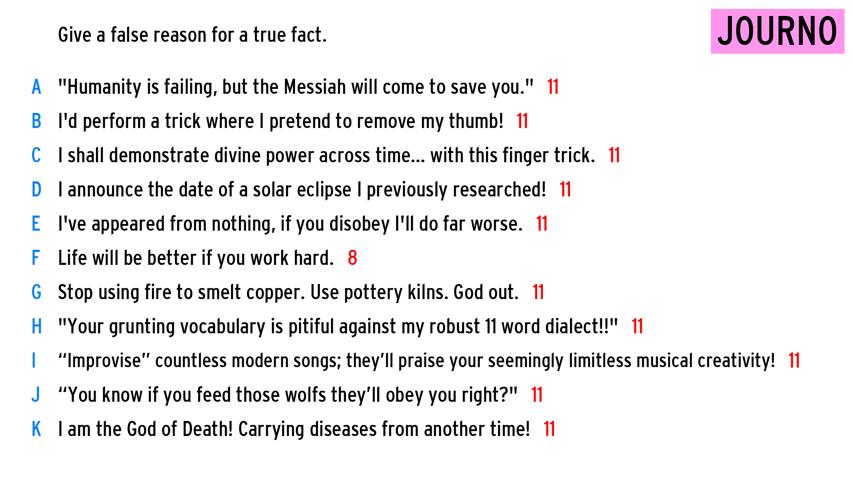 Give a false reason for a true fact.
JOURNO
A "Humanity is failing, but the Messiah will come to save you." 11
B I'd perform a trick where I pretend to remove my thumb! 11
C I shall demonstrate divine power across time... with this finger trick. 11
D I announce the date of a solar eclipse I previously researched! 11
E I've appeared from nothing, if you disobey I'll do far worse. 11
F Life will be better if you work hard. 8
G Stop using fire to smelt copper. Use pottery kilns. God out. 11
H "Your grunting vocabulary is pitiful against my robust 11 word dialect!!" 11
I “Improvise” countless modern songs; they’ll praise your seemingly limitless musical creativity! 11
J “You know if you feed those wolfs they’ll obey you right?" 11
K I am the God of Death! Carrying diseases from another time! 11